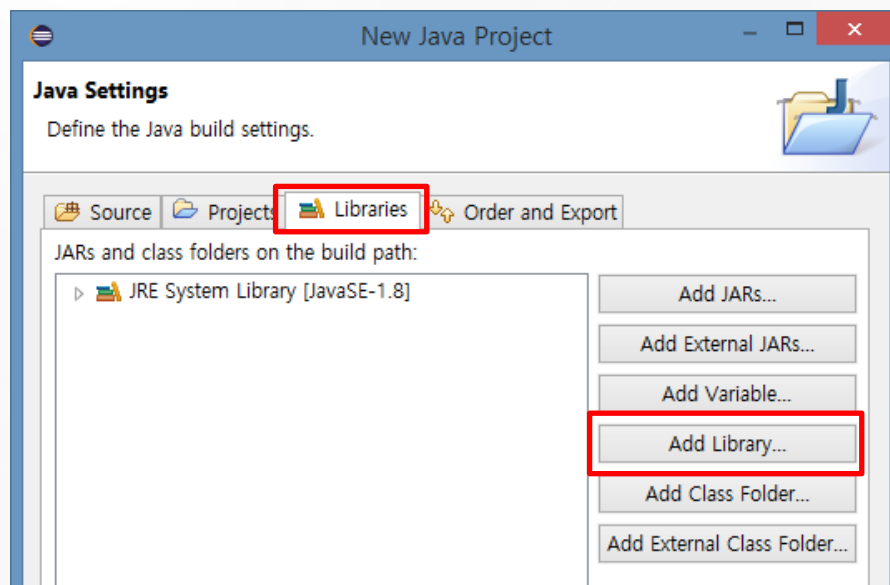 New Java Project
Java Settings
Define the Java build settings.
Source Projects Libraries Order and Export
JARs and class folders on the build path:
JRE System Library [JavaSE-1.8]
Add JARs...
Add External JARs...
Add Variable...
Add Library...
Add Class Folder...
Add External Class Folder...